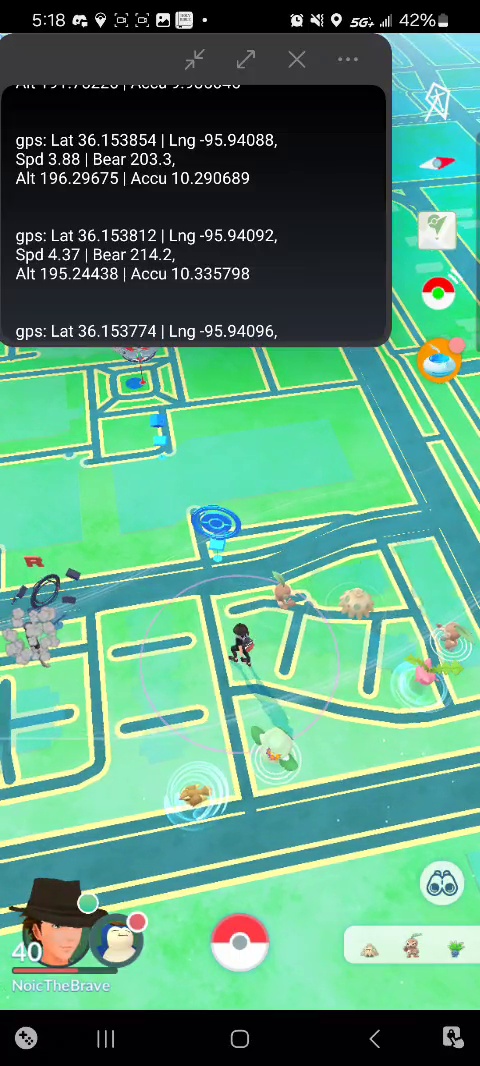 5:18
5G+
42%
gps: Lat 36.153854 | Lng -95.94088,
Spd 3.88 | Bear 203.3,
Alt 196.29675 | Accu 10.290689
gps: Lat 36.153812 | Lng -95.94092,
Spd 4.37 | Bear 214.2,
Alt 195.24438 | Accu 10.335798
gps: Lat 36.153774 | Lng -95.94096,
R
40
NoicTheBrave